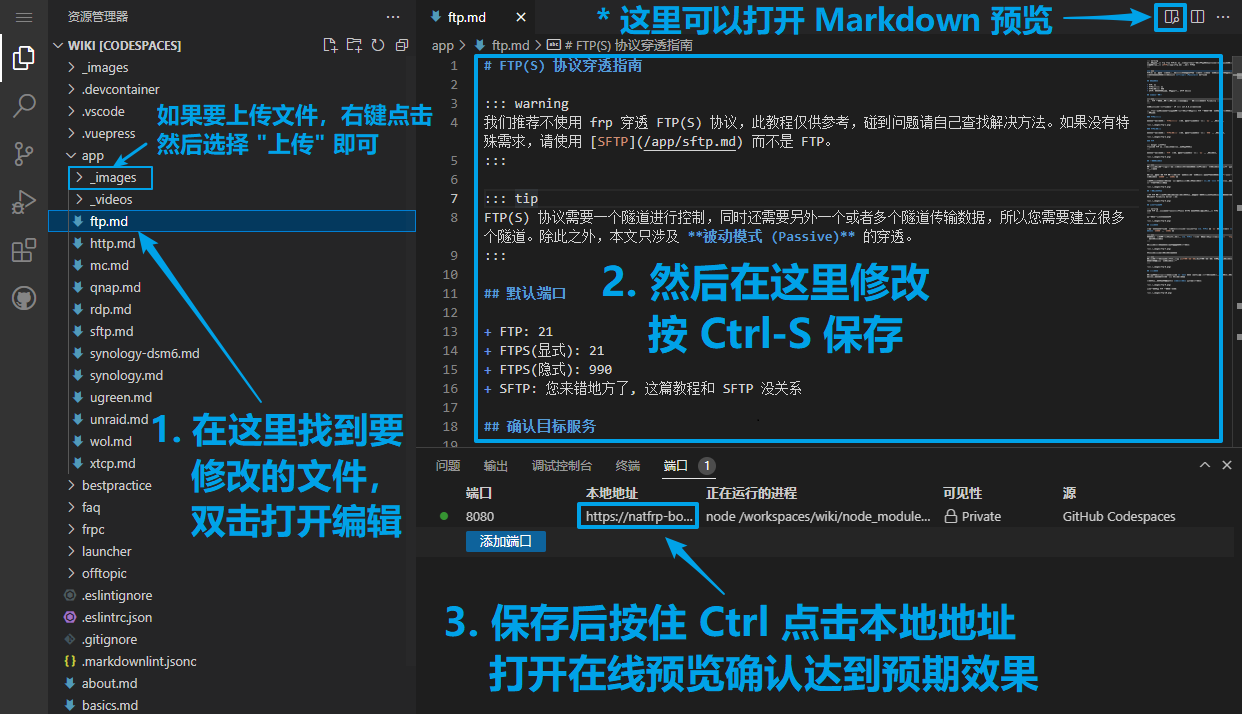 资源管理器
WIKI [CODESPACES]
_images
.devcontainer
.vscode
.vuepress
app
_images
_videos
ftp.md
http.md
mc.md
qnap.md
rdp.md
sftp.md
synology-dsm6.md
synology.md
ugreen.md
unraid.md
wol.md
xtcp.md
bestpractice
faq
frpc
launcher
offtopic
.eslintignore
.eslintrc.json
.gitignore
.markdownlint.jsonc
about.md
basics.md
如果要上传文件，右键点击
然后选择 "上传" 即可
1. 在这里找到要
修改的文件，
双击打开编辑
ftp.md
* 这里可以打开 Markdown 预览
app > ftp.md > # FTP(S) 协议穿透指南
1 # FTP(S) 协议穿透指南
2
3 ::: warning
4 我们推荐不使用 frp 穿透 FTP(S) 协议，此教程仅供参考，碰到问题请自己查找解决方法。如果没有特
殊需求，请使用 [SFTP](/app/sftp.md) 而不是 FTP。
5 :::
6
7 ::: tip
8 FTP(S) 协议需要一个隧道进行控制，同时还需要另外一个或者多个隧道传输数据，所以您需要建立很多
个隧道。除此之外，本文只涉及 **被动模式 (Passive)** 的穿透。
9 :::
10
11 ## 默认端口
12
13 + FTP: 21
14 + FTPS(显式): 21
15 + FTPS(隐式): 990
16 + SFTP: 您来错地方了, 这篇教程和 SFTP 没关系
17
18 ## 确认目标服务
19
2. 然后在这里修改
按 Ctrl-S 保存
问题 输出 调试控制台 终端 端口 1
端口 本地地址 正在运行的进程 可见性 源
8080 https://natfrp-bo... node /workspaces/wiki/node_module... Private GitHub Codespaces
添加端口
3. 保存后按住 Ctrl 点击本地地址
打开在线预览确认达到预期效果